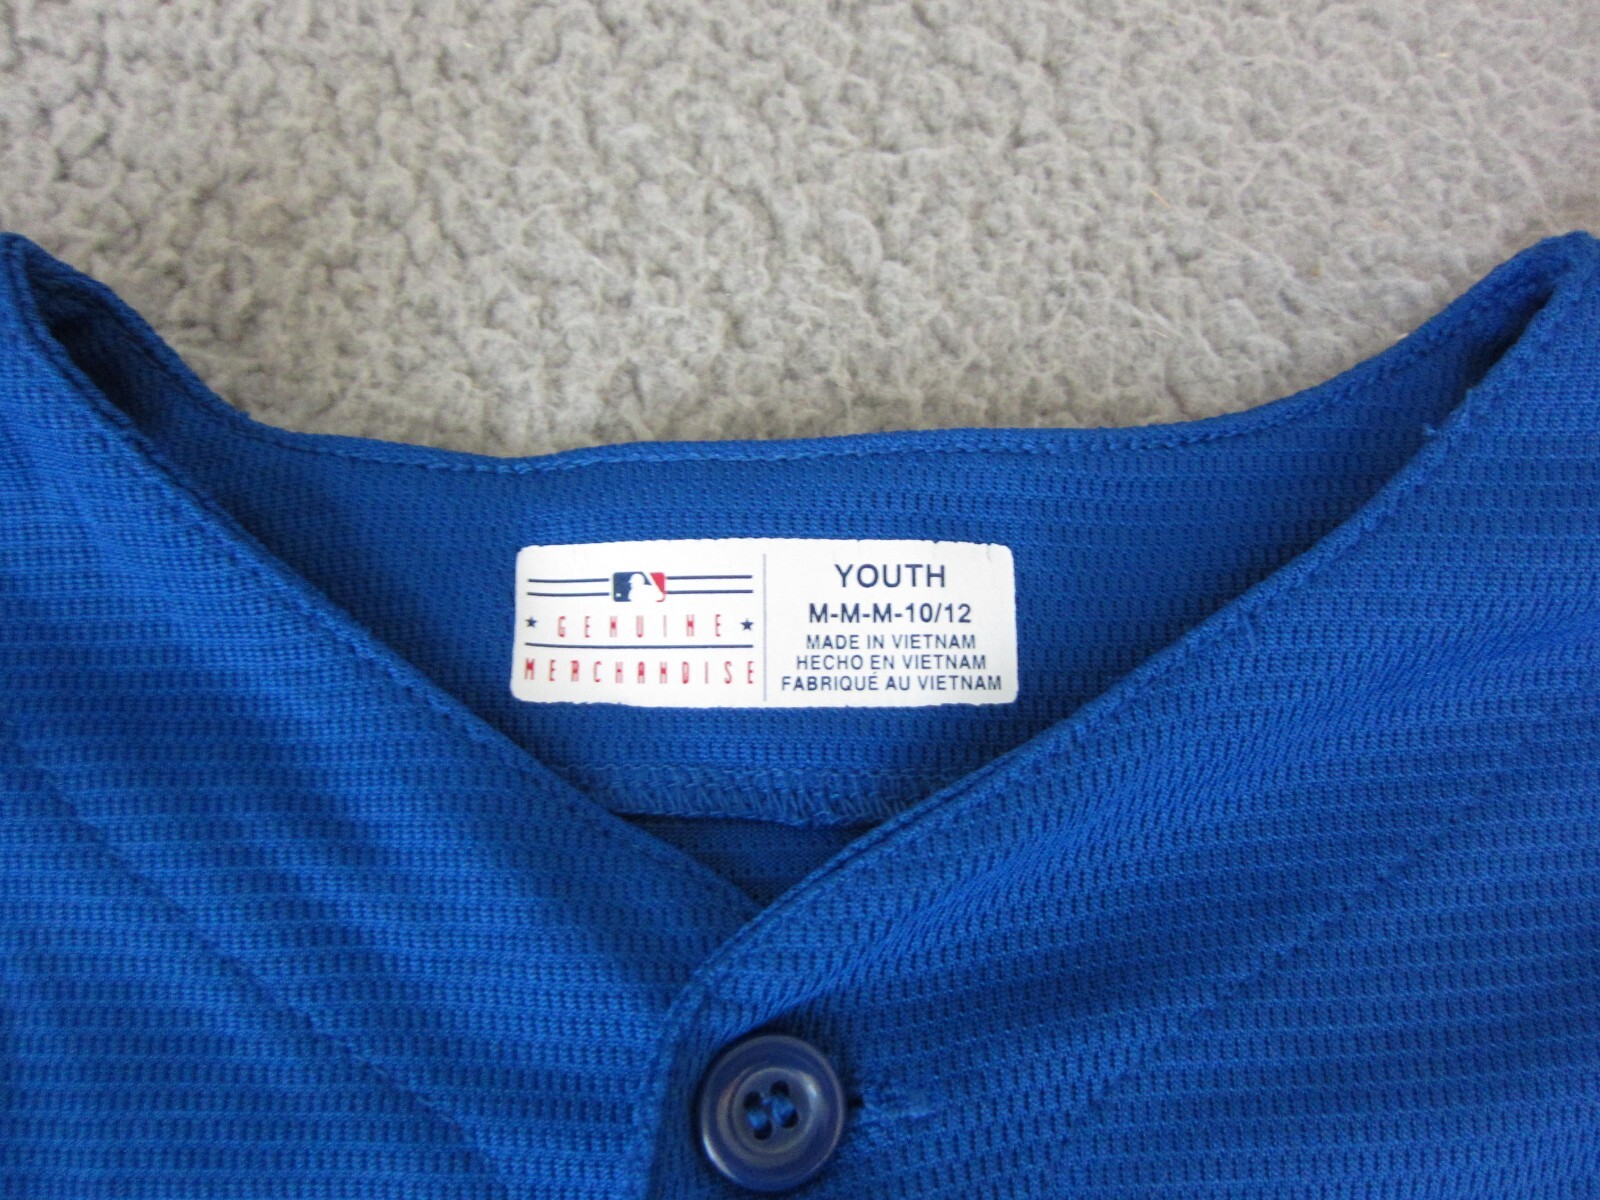 GENUINE
MERCHANDISE
YOUTH
M-M-M-10/12
MADE IN VIETNAM
HECHO EN VIETNAM
FABRIQUÉ AU VIETNAM